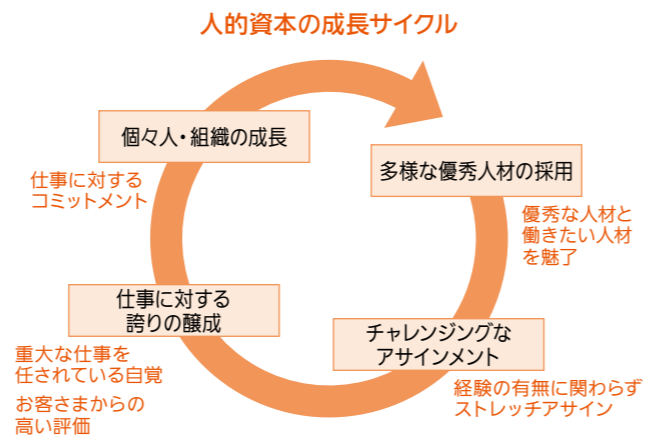 人的資本の成長サイクル
個々人・組織の成長
仕事に対する
コミットメント
多様な優秀人材の採用
優秀な人材と
働きたい人材
を魅了
仕事に対する
誇りの醸成
重大な仕事を
任されている自覚
お客さまからの
高い評価
チャレンジングな
アサインメント
経験の有無に関わらず
ストレッチアサイン